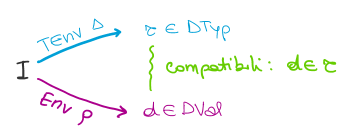 TEnv Δ τ ∈ DTyp
I compatibili: d ∈ τ
Env ρ d ∈ DVal